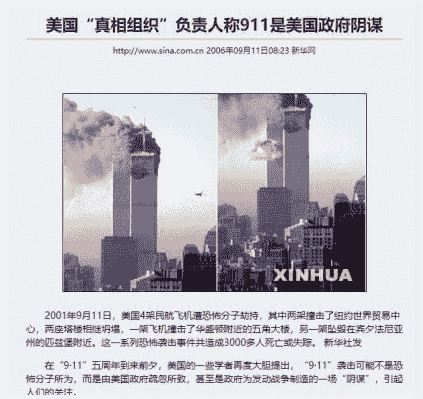 美国“真相组织”负责人称911是美国政府阴谋
http://www.sina.com.cn 2006年09月11日08:23 新华网
XINHUA
2001年9月11日，美国4架民航飞机遭恐怖分子劫持，其中两架撞击了纽约世界贸易中
心，两座塔楼相继坍塌，一架飞机撞击了华盛顿附近的五角大楼，另一架坠毁在宾夕法尼亚
州的匹兹堡附近。这一系列恐怖袭击事件共造成3000多人死亡或失踪。 新华社发
在“9·11”五周年到来前夕，美国的一些学者再度大胆提出，“9·11”袭击可能不是恐
怖分子所为，而是由美国政府疏忽所致，甚至是政府为发动战争制造的一场“阴谋”，引起
人们的关注。